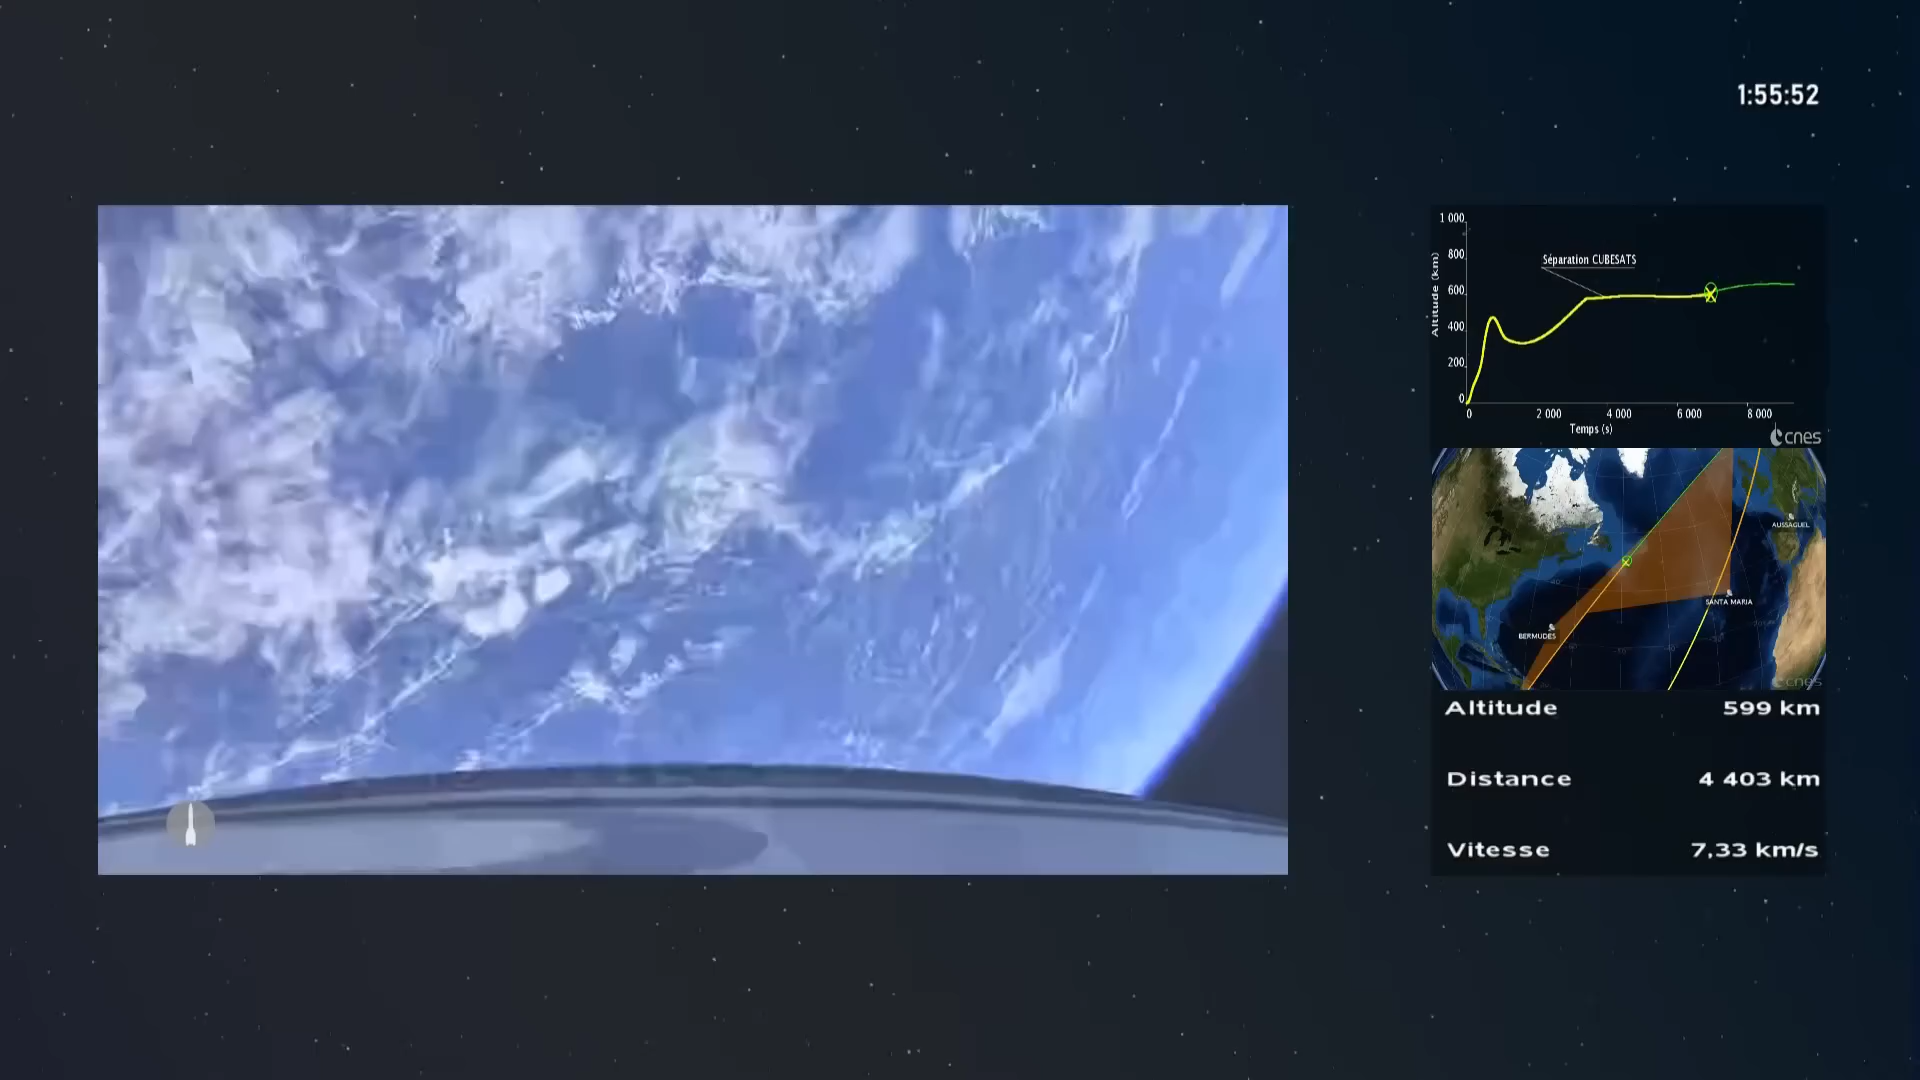 1:55:52
1 000
800
600
400
200
0
Altitude (km)
Séparation CUBESATS
0 2 000 4 000 6 000 8 000
Temps (s)
cnes
AUSSAGUEL
SANTA MARIA
BERMUDES
cnes
Altitude 599 km
Distance 4 403 km
Vitesse 7,33 km/s